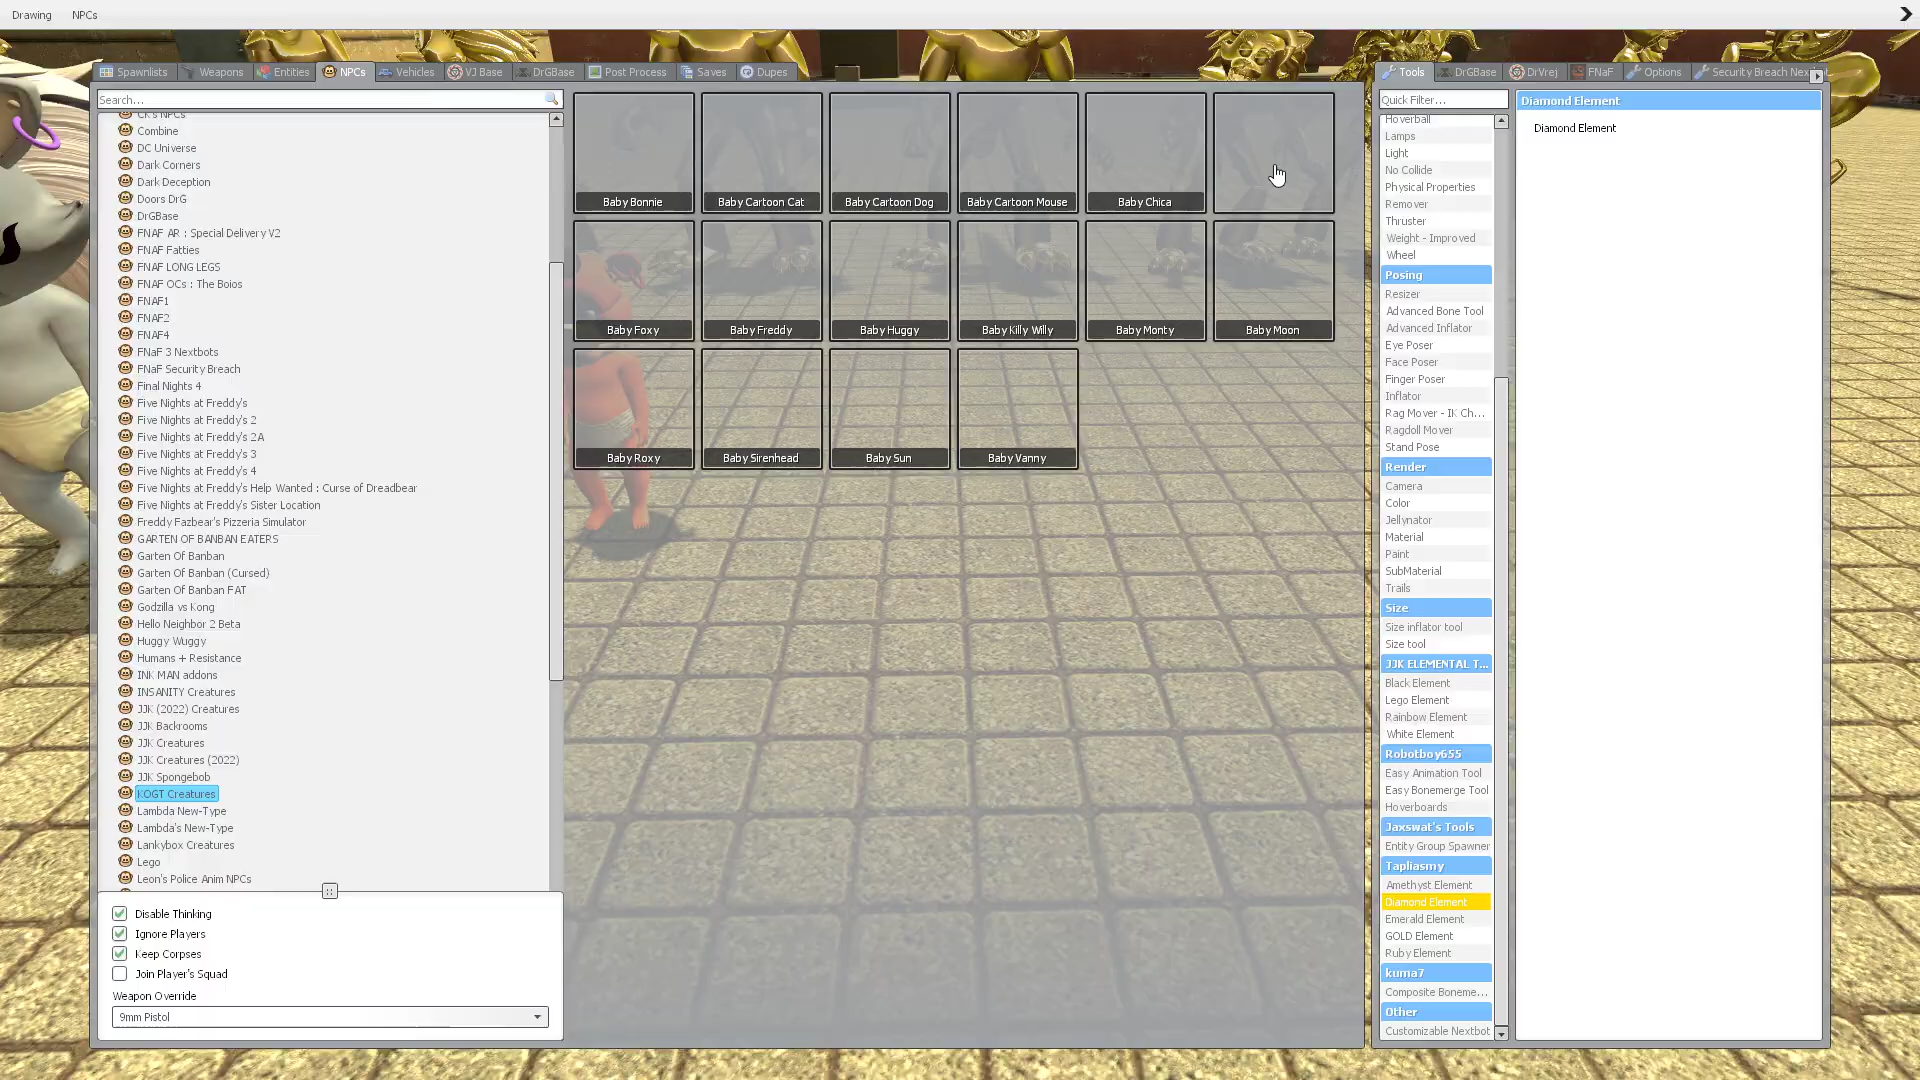 Drawing NPCs
Spawnlists Weapons Entities NPCs Vehicles VJ Base DrGBase Post Process Saves Dupes
Search...
CK's NPCs
Combine
DC Universe
Dark Corners
Dark Deception
Doors DrG
DrGBase
FNAF AR : Special Delivery V2
FNAF Fatties
FNAF LONG LEGS
FNAF OCs : The Boios
FNAF1
FNAF2
FNAF4
FNaF 3 Nextbots
FNaF Security Breach
Final Nights 4
Five Nights at Freddy's
Five Nights at Freddy's 2
Five Nights at Freddy's 2A
Five Nights at Freddy's 3
Five Nights at Freddy's 4
Five Nights at Freddy's Help Wanted : Curse of Dreadbear
Five Nights at Freddy's Sister Location
Freddy Fazbear's Pizzeria Simulator
GARTEN OF BANBAN EATERS
Garten Of Banban
Garten Of Banban (Cursed)
Garten Of Banban FAT
Godzilla vs Kong
Hello Neighbor 2 Beta
Huggy Wuggy
Humans + Resistance
INK MAN addons
INSANITY Creatures
JJK (2022) Creatures
JJK Backrooms
JJK Creatures
JJK Creatures (2022)
JJK Spongebob
KOGT Creatures
Lambda New-Type
Lambda's New-Type
Lankybox Creatures
Lego
Leon's Police Anim NPCs
Disable Thinking
Ignore Players
Keep Corpses
Join Player's Squad
Weapon Override
9mm Pistol
Baby Bonnie Baby Cartoon Cat Baby Cartoon Dog Baby Cartoon Mouse Baby Chica
Baby Foxy Baby Freddy Baby Huggy Baby Killy Willy Baby Monty Baby Moon
Baby Roxy Baby Sirenhead Baby Sun Baby Vanny
Tools DrGBase DrVrej FNaF Options Security Breach Nex
Quick Filter...
Hoverball
Lamps
Light
No Collide
Physical Properties
Remover
Thruster
Weight - Improved
Wheel
Posing
Resizer
Advanced Bone Tool
Advanced Inflator
Eye Poser
Face Poser
Finger Poser
Inflator
Rag Mover - IK Ch...
Ragdoll Mover
Stand Pose
Render
Camera
Color
Jellynator
Material
Paint
SubMaterial
Trails
Size
Size inflator tool
Size tool
JJK ELEMENTAL T...
Black Element
Lego Element
Rainbow Element
White Element
Robotboy655
Easy Animation Tool
Easy Bonemerge Tool
Hoverboards
Jaxswat's Tools
Entity Group Spawner
Tapliasmy
Amethyst Element
Diamond Element
Emerald Element
GOLD Element
Ruby Element
kuma7
Composite Boneme...
Other
Customizable Nextbot
Diamond Element
Diamond Element